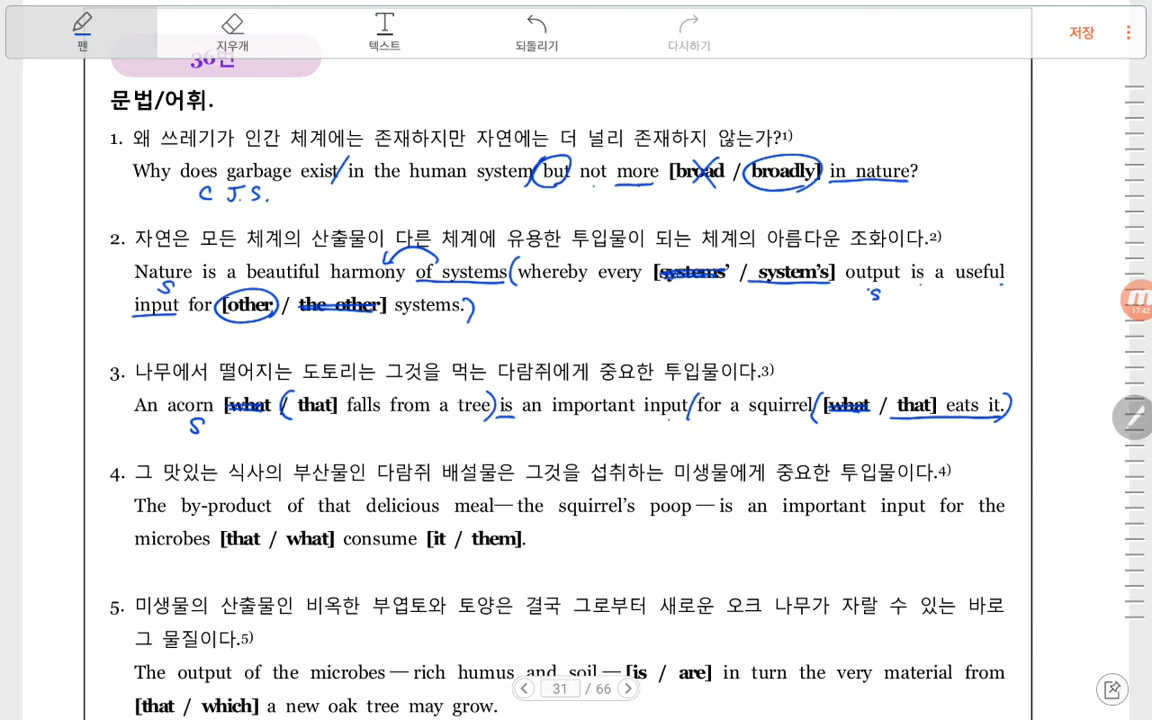 펜
지우개
텍스트
되돌리기
다시하기
저장
36번
문법/어휘.
1. 왜 쓰레기가 인간 체계에는 존재하지만 자연에는 더 널리 존재하지 않는가?1)
Why does garbage exist in the human system but not more [broad / broadly] in nature?
C J.S.
2. 자연은 모든 체계의 산출물이 다른 체계에 유용한 투입물이 되는 체계의 아름다운 조화이다.2)
Nature is a beautiful harmony of systems whereby every [systems' / system's] output is a useful
S
's
input for [other / the other] systems.
17:42
3. 나무에서 떨어지는 도토리는 그것을 먹는 다람쥐에게 중요한 투입물이다.3)
An acorn [what / that] falls from a tree is an important input for a squirrel [what / that] eats it.
S
4. 그 맛있는 식사의 부산물인 다람쥐 배설물은 그것을 섭취하는 미생물에게 중요한 투입물이다.4)
The by-product of that delicious meal—the squirrel's poop—is an important input for the
microbes [that / what] consume [it / them].
5. 미생물의 산출물인 비옥한 부엽토와 토양은 결국 그로부터 새로운 오크 나무가 자랄 수 있는 바로
그 물질이다.5)
The output of the microbes—rich humus and soil—[is / are] in turn the very material from
31 / 66
[that / which] a new oak tree may grow.